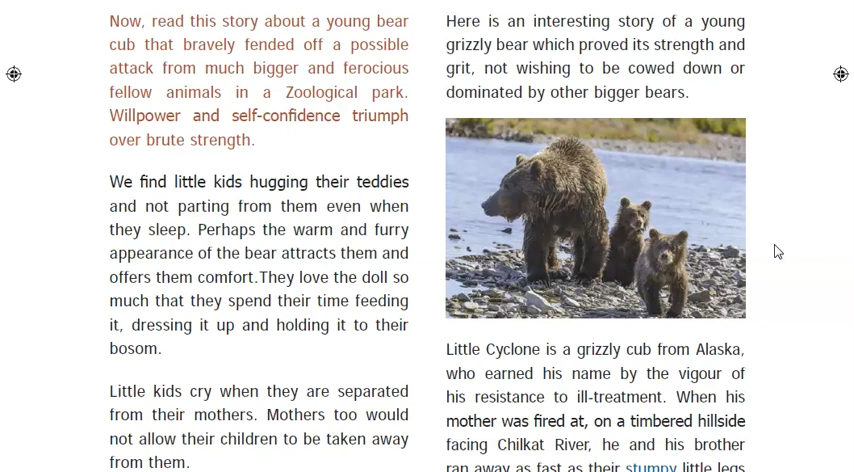 Now, read this story about a young bear
cub that bravely fended off a possible
attack from much bigger and ferocious
fellow animals in a Zoological park.
Willpower and self-confidence triumph
over brute strength.
We find little kids hugging their teddies
and not parting from them even when
they sleep. Perhaps the warm and furry
appearance of the bear attracts them and
offers them comfort.They love the doll so
much that they spend their time feeding
it, dressing it up and holding it to their
bosom.
Little kids cry when they are separated
from their mothers. Mothers too would
not allow their children to be taken away
from them.
Here is an interesting story of a young
grizzly bear which proved its strength and
grit, not wishing to be cowed down or
dominated by other bigger bears.
Little Cyclone is a grizzly cub from Alaska,
who earned his name by the vigour of
his resistance to ill-treatment. When his
mother was fired at, on a timbered hillside
facing Chilkat River, he and his brother
ran away as fast as their stumpy little legs